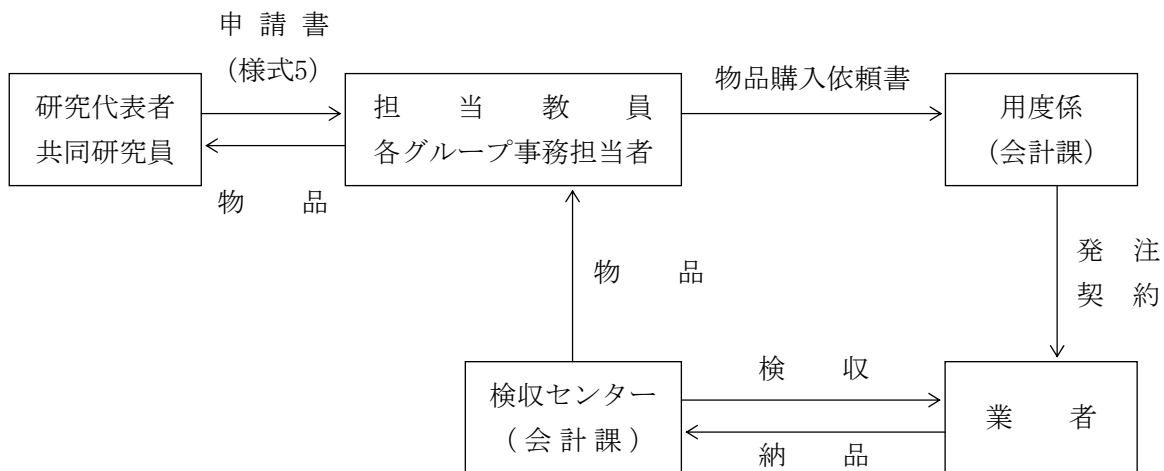 申請書
(様式5)
研究代表者
共同研究員
物品
担当教員
各グループ事務担当者
物品購入依頼書
用度係
(会計課)
発注
契約
物品
検収センター
(会計課)
検収
納品
業者